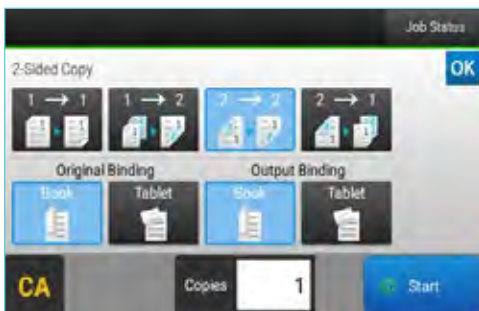 Job Status
2-Sided Copy
OK
1 → 1
1 → 2
2 → 2
2 → 1
Original Binding
Output Binding
Book
Tablet
Book
Tablet
CA
Copies
1
Start